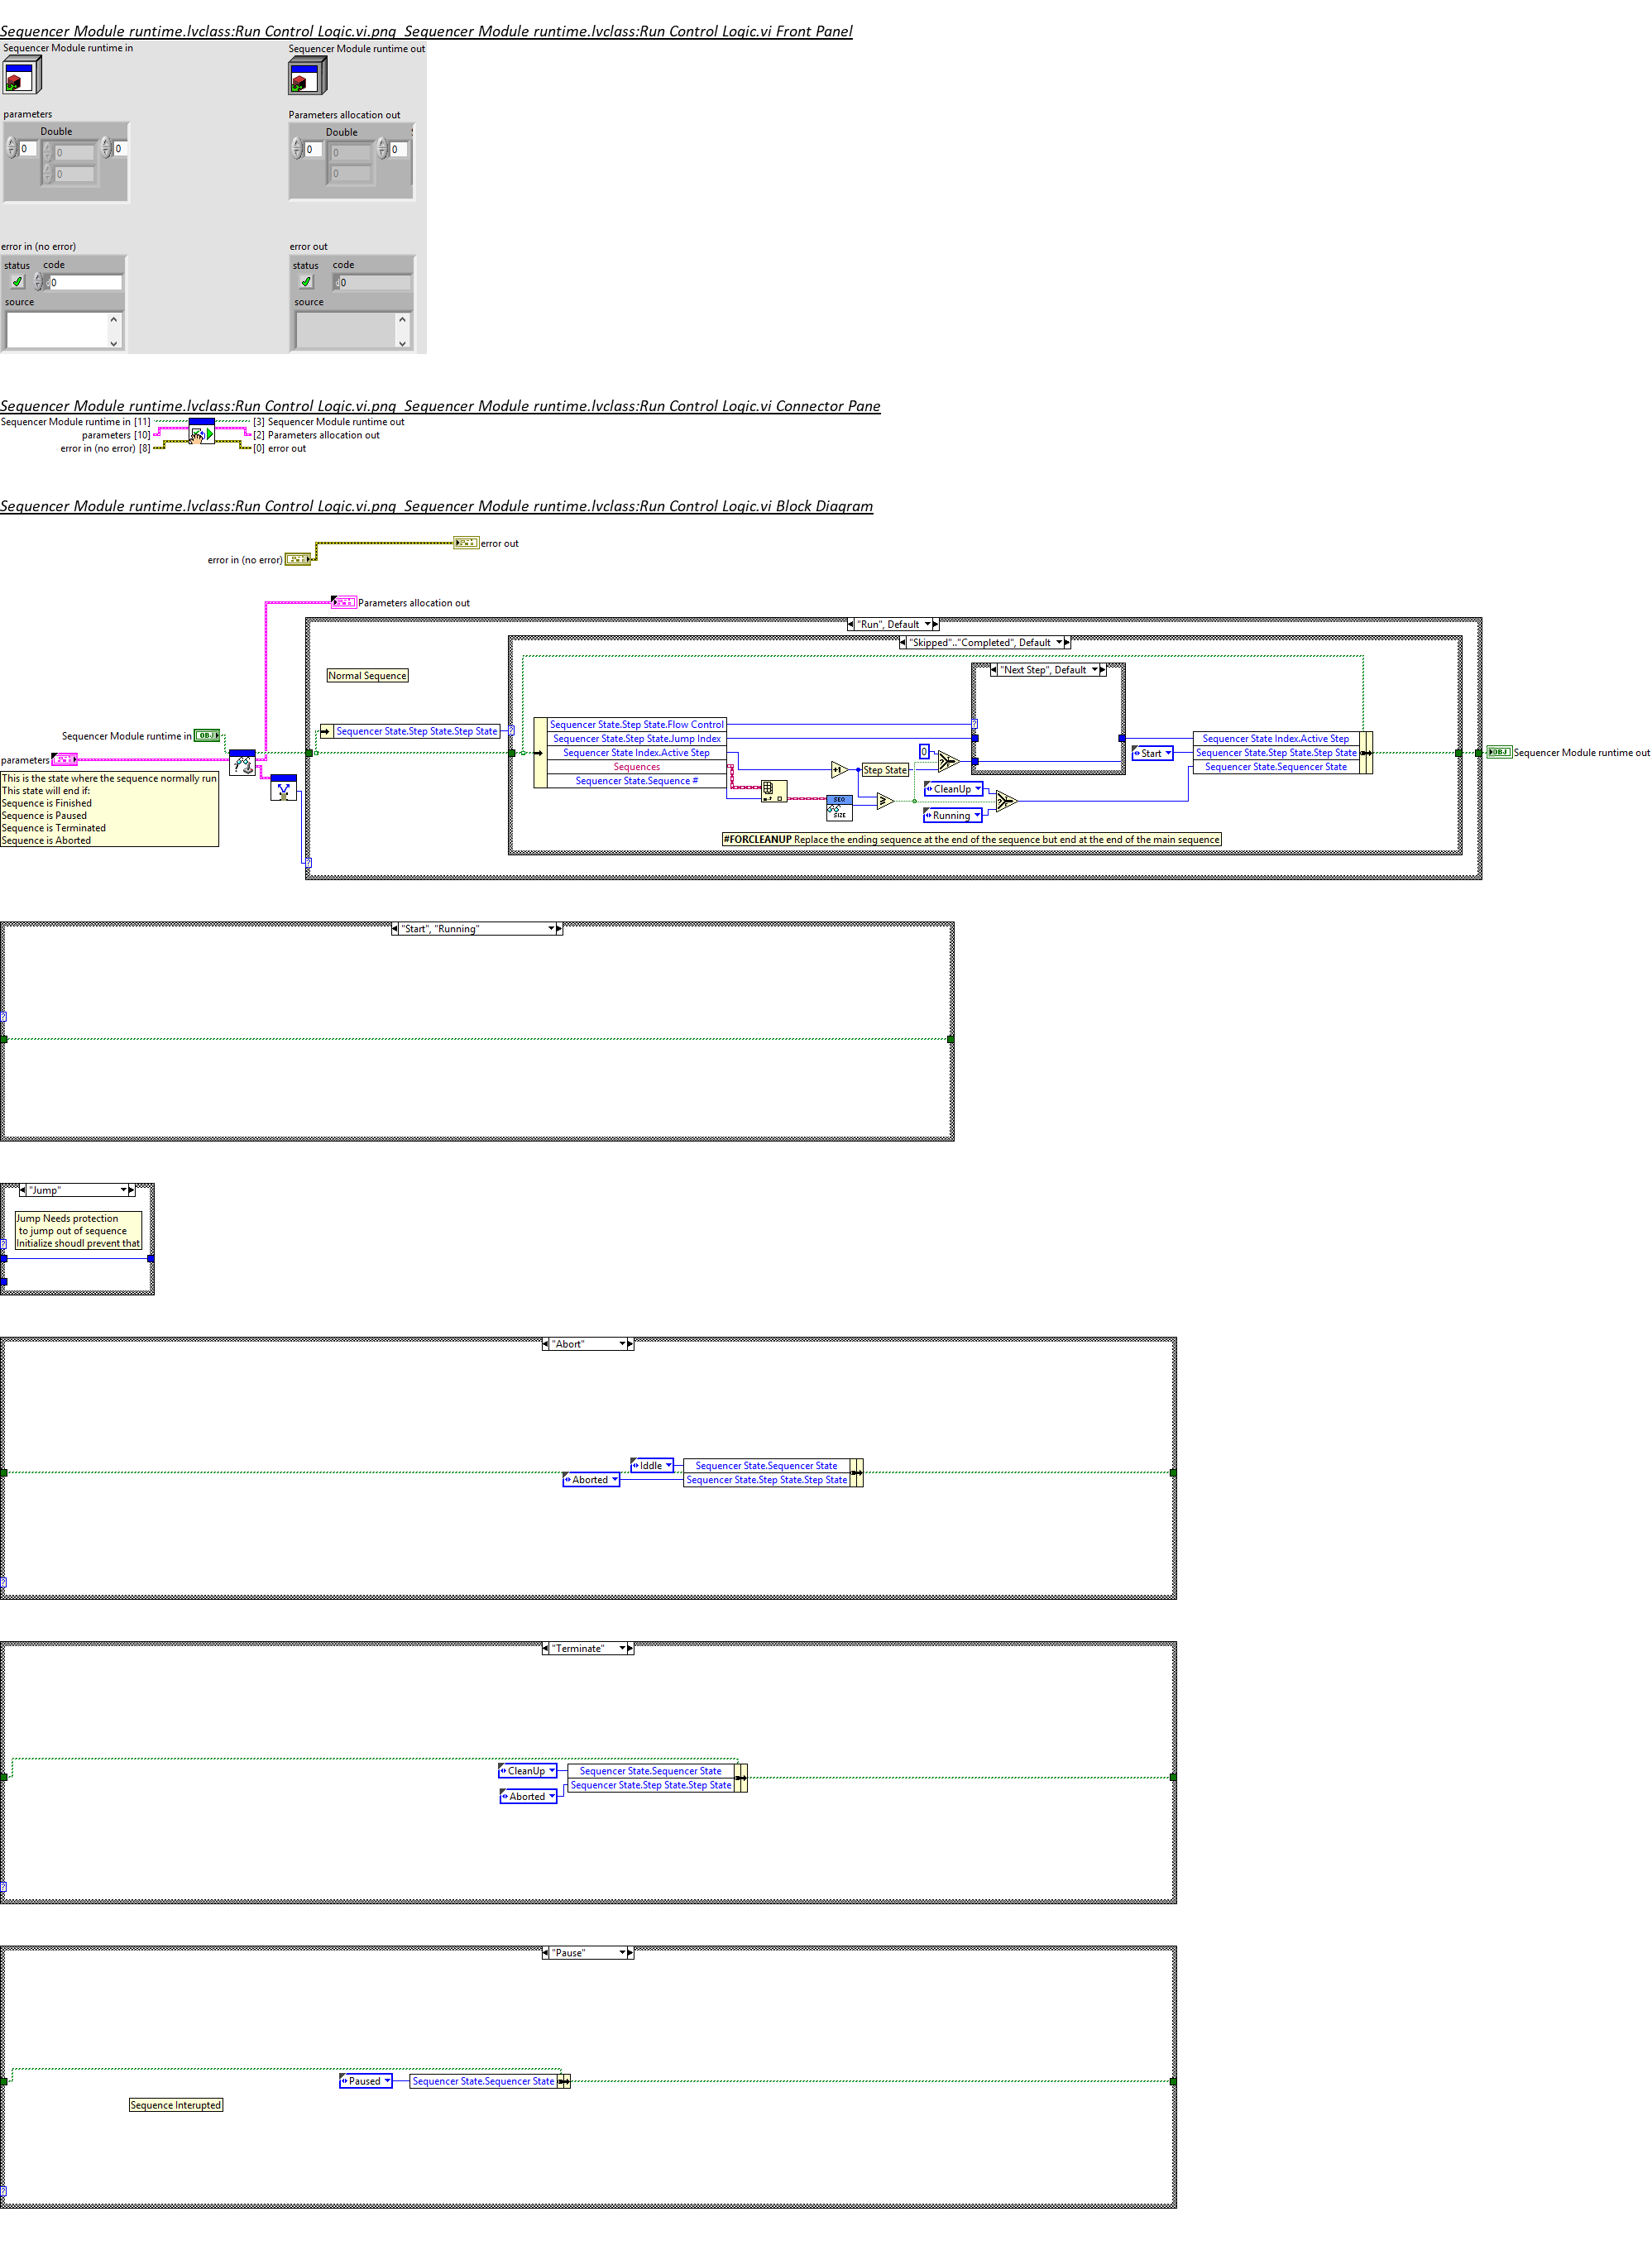 Sequencer Module runtime.lvclass:Run Control Logic.vi.png  Sequencer Module runtime.lvclass:Run Control Logic.vi Front Panel
Sequencer Module runtime in
Sequencer Module runtime out
parameters
Parameters allocation out
Double
Double
0
0
0
0
0
0
0
0
error in (no error)
error out
status code
status code
0
0
source
source
Sequencer Module runtime.lvclass:Run Control Logic.vi.png  Sequencer Module runtime.lvclass:Run Control Logic.vi Connector Pane
Sequencer Module runtime in [11]
[3] Sequencer Module runtime out
parameters [10]
[2] Parameters allocation out
error in (no error) [8]
[0] error out
Sequencer Module runtime.lvclass:Run Control Logic.vi.png  Sequencer Module runtime.lvclass:Run Control Logic.vi Block Diagram
error out
error in (no error)
Parameters allocation out
"Run", Default
"Skipped".."Completed", Default
Normal Sequence
"Next Step", Default
Sequencer State.Step State.Step State
Sequencer State.Step State.Flow Control
Sequencer State.Step State.Jump Index
Sequencer State Index.Active Step
Sequences
Sequencer State.Sequence #
Sequencer Module runtime in
OBJ
parameters
This is the state where the sequence normally run
This state will end if:
Sequence is Finished
Sequence is Paused
Sequence is Terminated
Sequence is Aborted
+1
Step State
0
SEQ
SIZE
CleanUp
Running
Start
Sequencer State Index.Active Step
Sequencer State.Step State.Step State
Sequencer State.Sequencer State
OBJ
Sequencer Module runtime out
#FORCLEANUP Replace the ending sequence at the end of the sequence but end at the end of the main sequence
"Start", "Running"
"Jump"
Jump Needs protection
to jump out of sequence
Initialize shoudl prevent that
"Abort"
Iddle
Sequencer State.Sequencer State
Aborted
Sequencer State.Step State.Step State
"Terminate"
CleanUp
Sequencer State.Sequencer State
Sequencer State.Step State.Step State
Aborted
"Pause"
Paused
Sequencer State.Sequencer State
Sequence Interupted